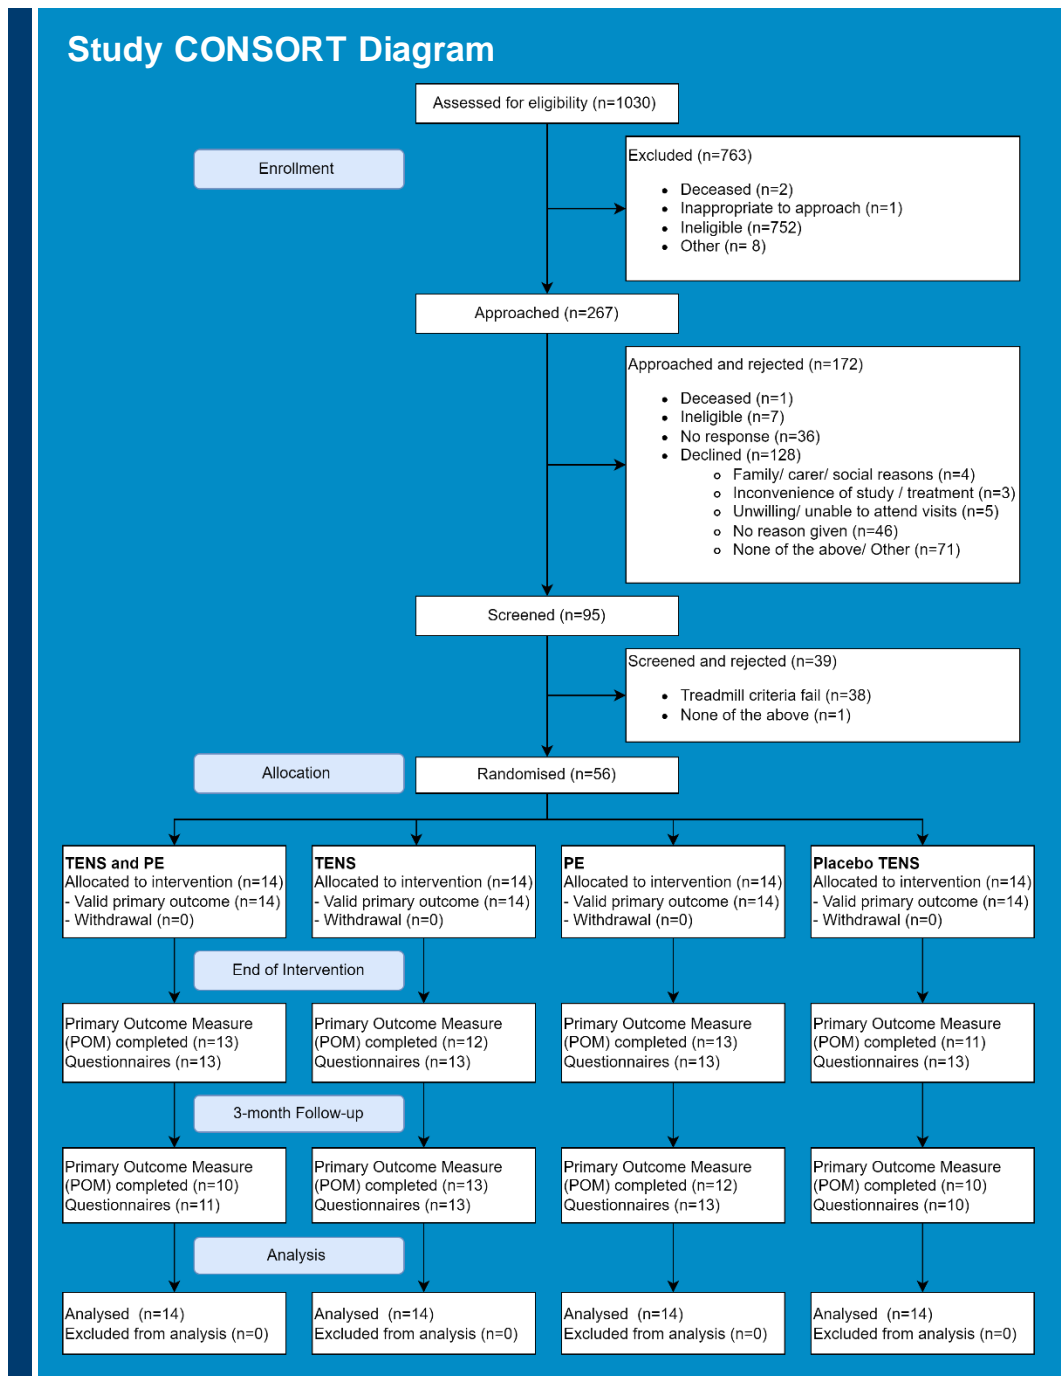 Study CONSORT Diagram
Assessed for eligibility (n=1030)
Enrollment
Excluded (n=763)
• Deceased (n=2)
• Inappropriate to approach (n=1)
• Ineligible (n=752)
• Other (n= 8)
Approached (n=267)
Approached and rejected (n=172)
• Deceased (n=1)
• Ineligible (n=7)
• No response (n=36)
• Declined (n=128)
o Family/ carer/ social reasons (n=4)
o Inconvenience of study / treatment (n=3)
o Unwilling/ unable to attend visits (n=5)
o No reason given (n=46)
o None of the above/ Other (n=71)
Screened (n=95)
Screened and rejected (n=39)
• Treadmill criteria fail (n=38)
• None of the above (n=1)
Allocation
Randomised (n=56)
TENS and PE
Allocated to intervention (n=14)
- Valid primary outcome (n=14)
- Withdrawal (n=0)
TENS
Allocated to intervention (n=14)
- Valid primary outcome (n=14)
- Withdrawal (n=0)
PE
Allocated to intervention (n=14)
- Valid primary outcome (n=14)
- Withdrawal (n=0)
Placebo TENS
Allocated to intervention (n=14)
- Valid primary outcome (n=14)
- Withdrawal (n=0)
End of Intervention
Primary Outcome Measure
(POM) completed (n=13)
Questionnaires (n=13)
Primary Outcome Measure
(POM) completed (n=12)
Questionnaires (n=13)
Primary Outcome Measure
(POM) completed (n=13)
Questionnaires (n=13)
Primary Outcome Measure
(POM) completed (n=11)
Questionnaires (n=13)
3-month Follow-up
Primary Outcome Measure
(POM) completed (n=10)
Questionnaires (n=11)
Primary Outcome Measure
(POM) completed (n=13)
Questionnaires (n=13)
Primary Outcome Measure
(POM) completed (n=12)
Questionnaires (n=13)
Primary Outcome Measure
(POM) completed (n=10)
Questionnaires (n=10)
Analysis
Analysed (n=14)
Excluded from analysis (n=0)
Analysed (n=14)
Excluded from analysis (n=0)
Analysed (n=14)
Excluded from analysis (n=0)
Analysed (n=14)
Excluded from analysis (n=0)